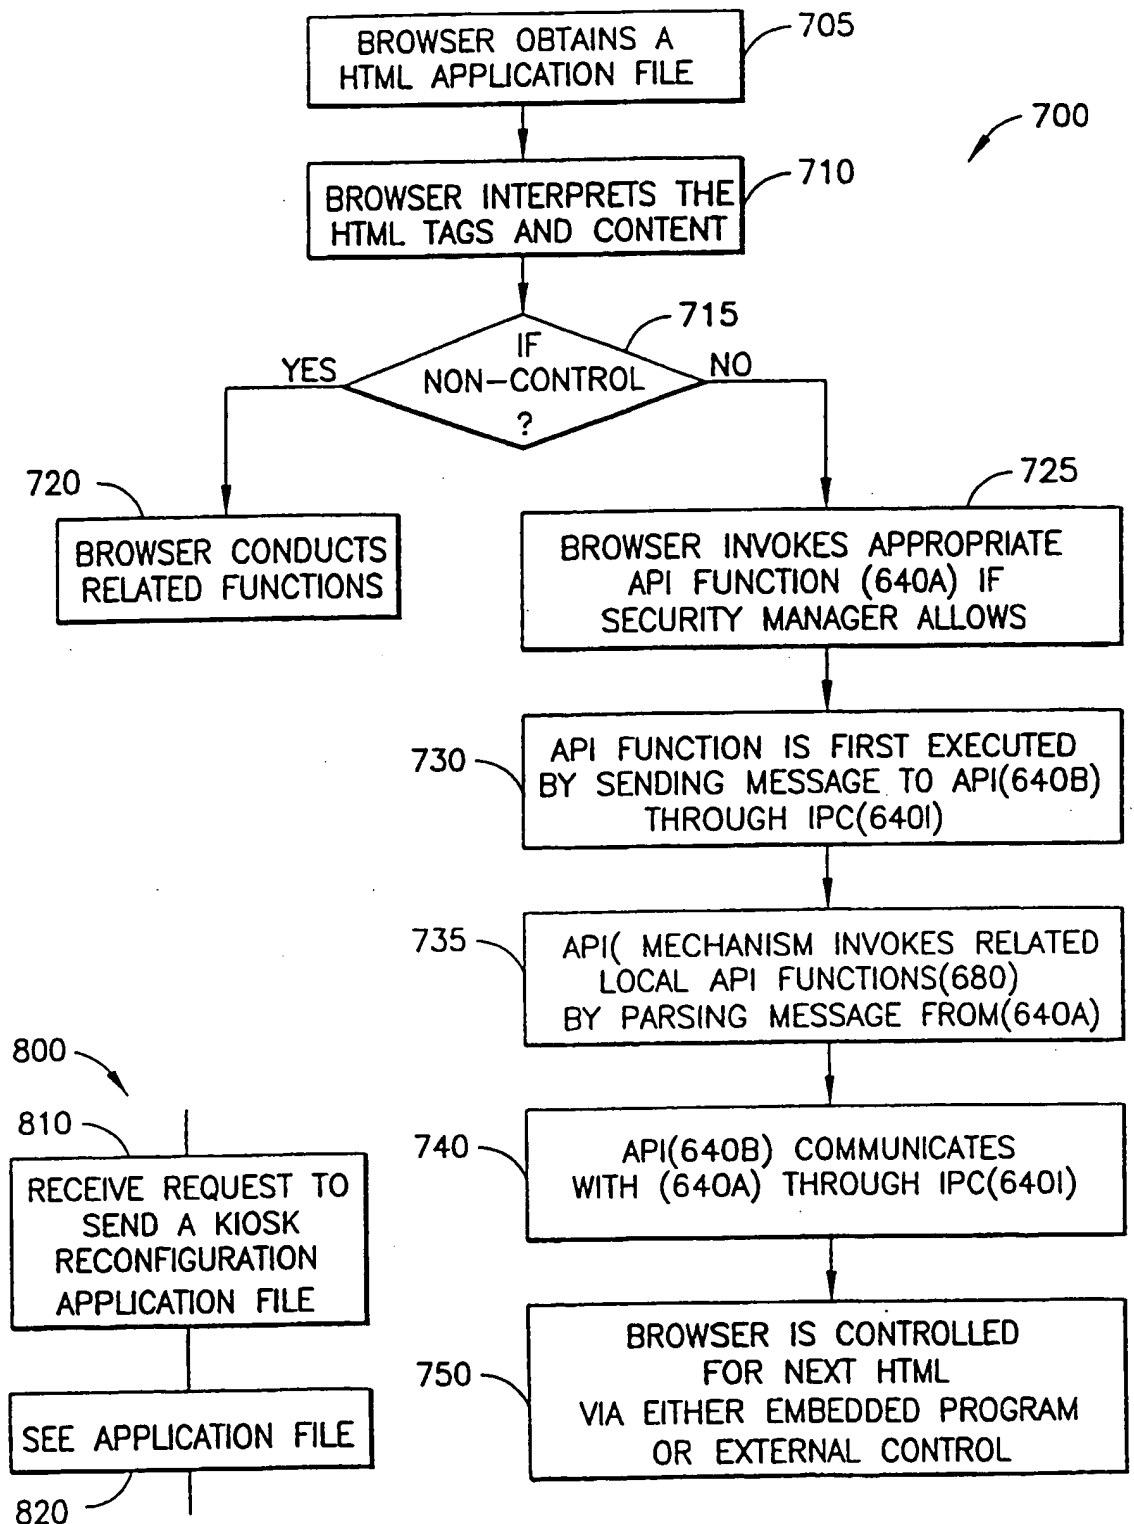 BROWSER OBTAINS A
HTML APPLICATION FILE
705
700
BROWSER INTERPRETS THE
HTML TAGS AND CONTENT
710
715
IF
NON-CONTROL
?
YES
NO
720
BROWSER CONDUCTS
RELATED FUNCTIONS
725
BROWSER INVOKES APPROPRIATE
API FUNCTION (640A) IF
SECURITY MANAGER ALLOWS
730
API FUNCTION IS FIRST EXECUTED
BY SENDING MESSAGE TO API(640B)
THROUGH IPC(640I)
735
API( MECHANISM INVOKES RELATED
LOCAL API FUNCTIONS(680)
BY PARSING MESSAGE FROM(640A)
740
API(640B) COMMUNICATES
WITH (640A) THROUGH IPC(640I)
750
BROWSER IS CONTROLLED
FOR NEXT HTML
VIA EITHER EMBEDDED PROGRAM
OR EXTERNAL CONTROL
800
810
RECEIVE REQUEST TO
SEND A KIOSK
RECONFIGURATION
APPLICATION FILE
SEE APPLICATION FILE
820